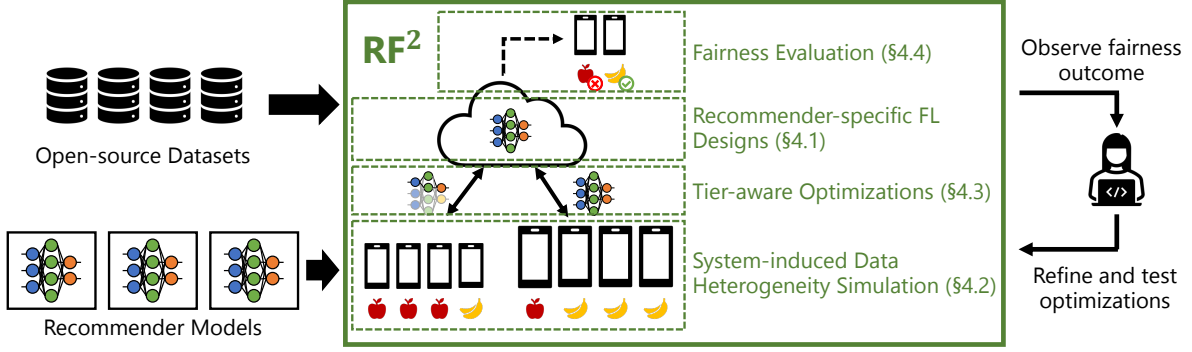 RF²
Fairness Evaluation (§4.4)
Observe fairness
outcome
Recommender-specific FL
Designs (§4.1)
Open-source Datasets
Tier-aware Optimizations (§4.3)
</>
System-induced Data
Heterogeneity Simulation (§4.2)
Refine and test
optimizations
Recommender Models